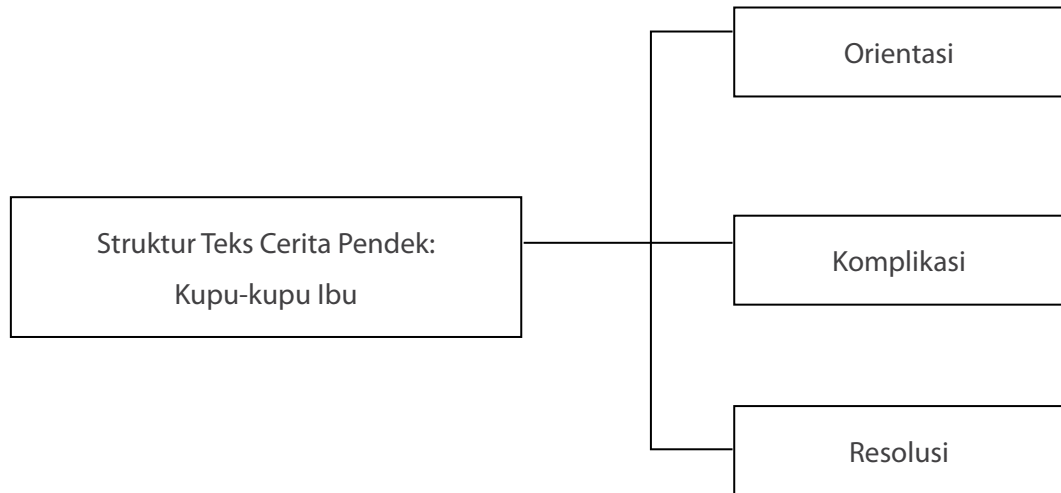 Struktur Teks Cerita Pendek:
Kupu-kupu Ibu
Orientasi
Komplikasi
Resolusi